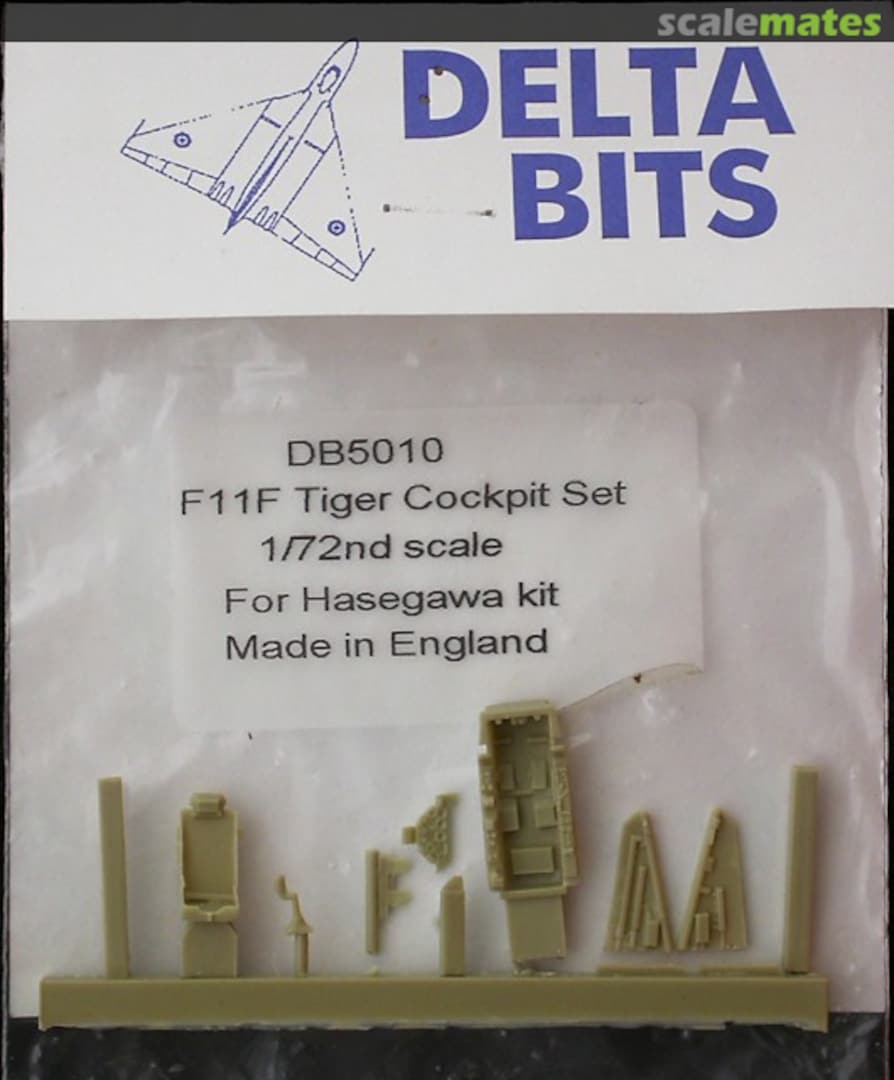 scalemates
DELTA
BITS
DB5010
F11F Tiger Cockpit Set
1/72nd scale
For Hasegawa kit
Made in England